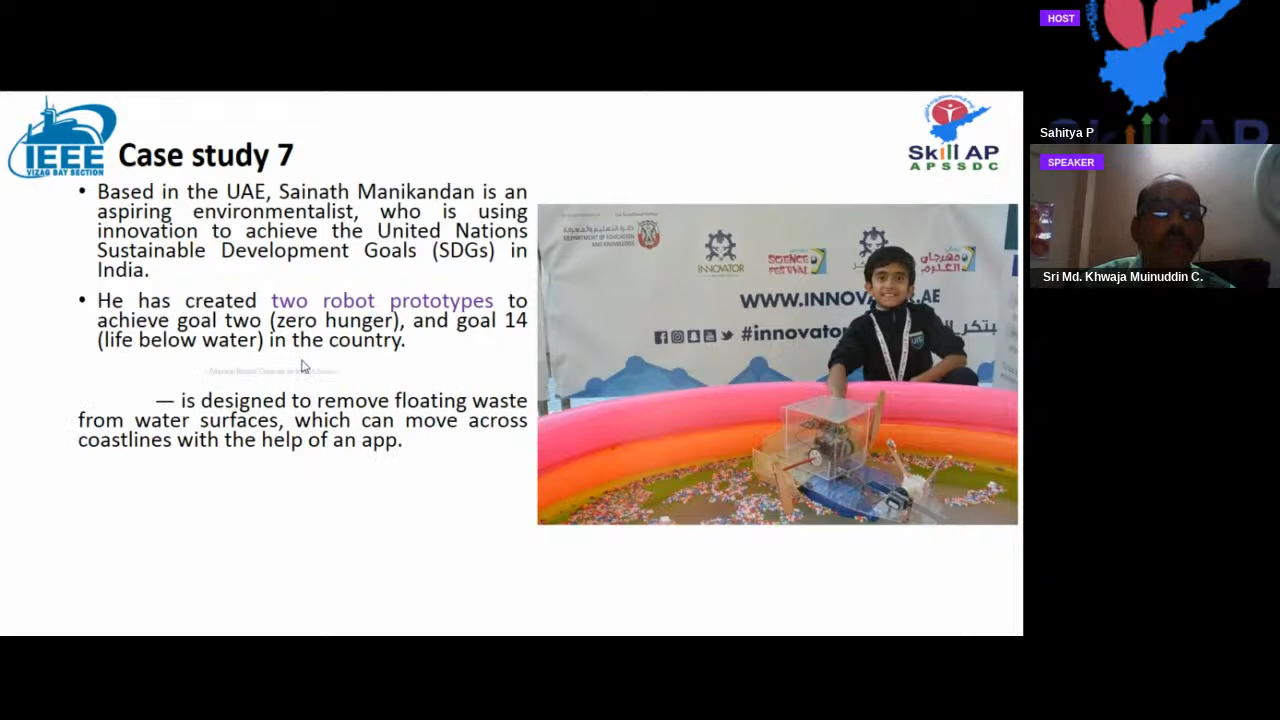 HOST
Sahitya P
SPEAKER
Sri Md. Khwaja Muinuddin C.
IEEE
VIZAG BAY SECTION
Case study 7
Skill AP
APSSDC
• Based in the UAE, Sainath Manikandan is an
aspiring environmentalist, who is using
innovation to achieve the United Nations
Sustainable Development Goals (SDGs) in
India.
• He has created two robot prototypes to
achieve goal two (zero hunger), and goal 14
(life below water) in the country.
— is designed to remove floating waste
from water surfaces, which can move across
coastlines with the help of an app.
DEPARTMENT OF EDUCATION
AND KNOWLEDGE
INNOVATOR
SCIENCE
FESTIVAL
مهرجان
العلوم
WWW.INNOVA
.AE
#innovator